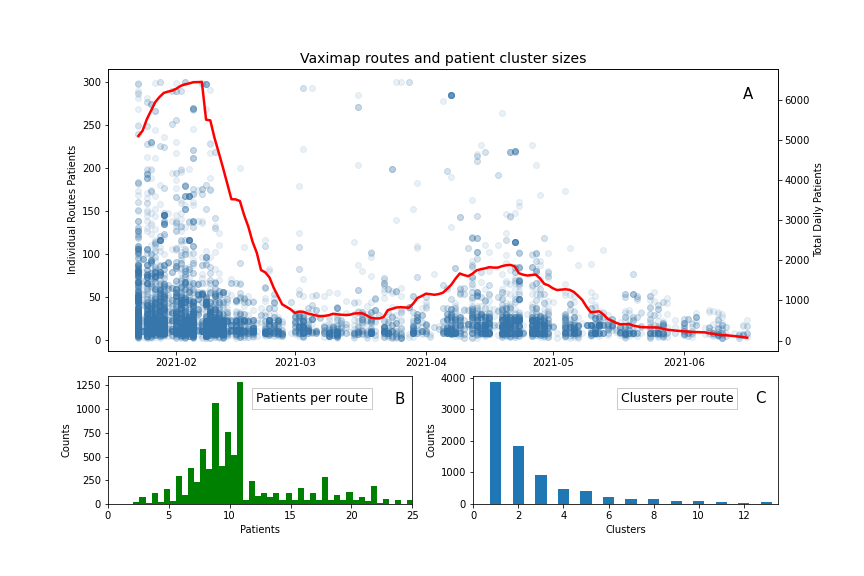 Vaximap routes and patient cluster sizes
A
300
250
200
150
100
50
0
Individual Routes Patients
6000
5000
4000
3000
2000
1000
0
Total Daily Patients
2021-02 2021-03 2021-04 2021-05 2021-06
Patients per route B
1250
1000
750
500
250
0
Counts
0 5 10 15 20 25
Patients
Clusters per route C
4000
3000
2000
1000
0
Counts
0 2 4 6 8 10 12
Clusters